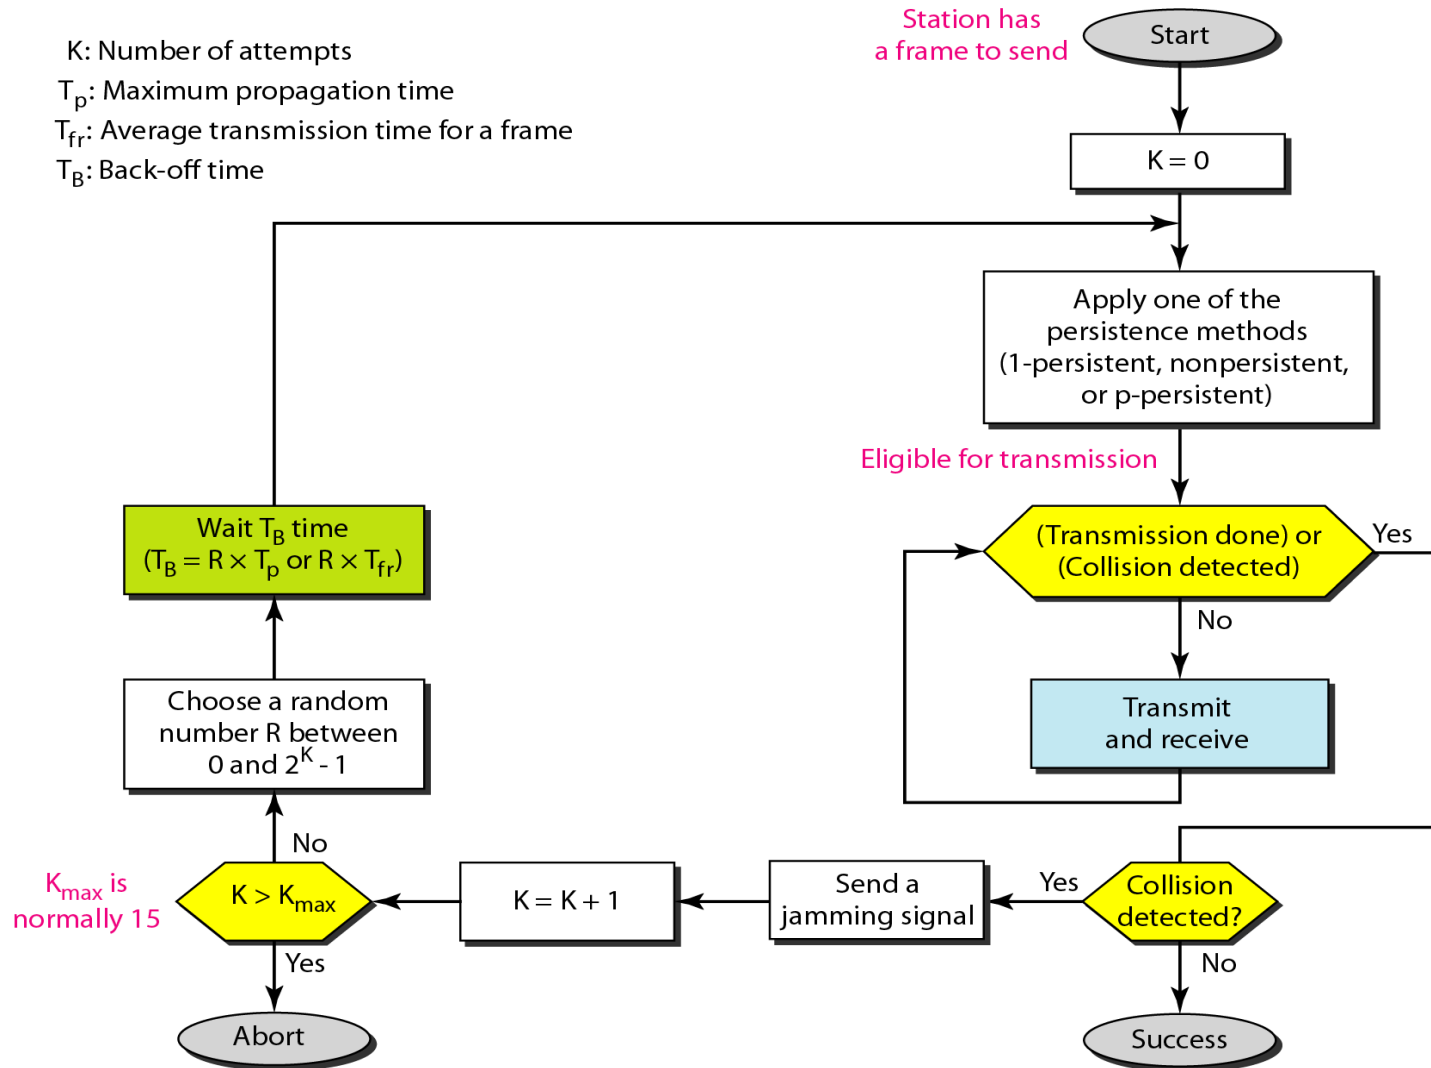 K: Number of attempts
Tp: Maximum propagation time
Tfr: Average transmission time for a frame
TB: Back-off time
Station has
a frame to send
Start
K = 0
Apply one of the
persistence methods
(1-persistent, nonpersistent,
or p-persistent)
Eligible for transmission
(Transmission done) or
(Collision detected)
Yes
No
Transmit
and receive
Collision
detected?
Yes
No
Success
Send a
jamming signal
K = K + 1
K > Kmax
Kmax is
normally 15
Yes
Abort
No
Choose a random
number R between
0 and 2^K - 1
Wait TB time
(TB = R × Tp or R × Tfr)